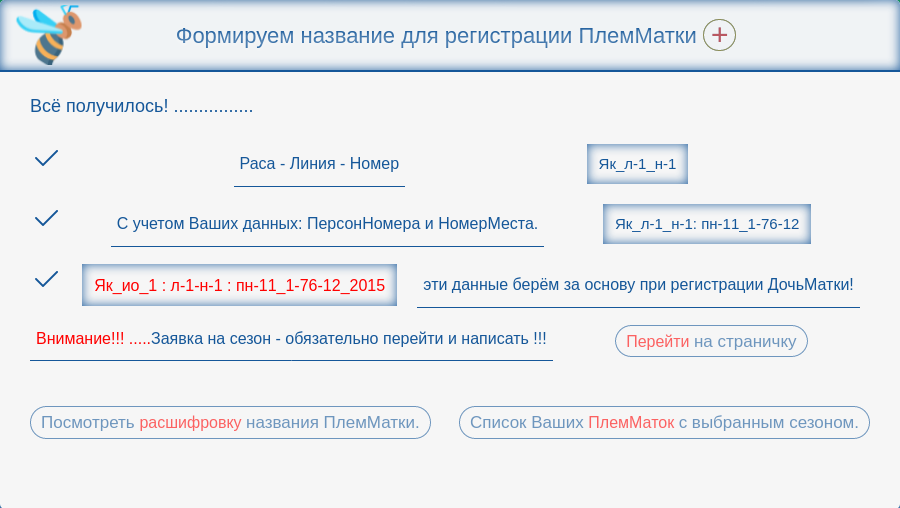 Формируем название для регистрации ПлемМатки +
Всё получилось! ................
Раса - Линия - Номер Як_л-1_н-1
С учетом Ваших данных: ПерсонНомера и НомерМеста. Як_л-1_н-1: пн-11_1-76-12
Як_ио_1 : л-1-н-1 : пн-11_1-76-12_2015 эти данные берём за основу при регистрации ДочьМатки!
Внимание!!! .....Заявка на сезон - обязательно перейти и написать !!! Перейти на страничку
Посмотреть расшифровку названия ПлемМатки. Список Ваших ПлемМаток с выбранным сезоном.